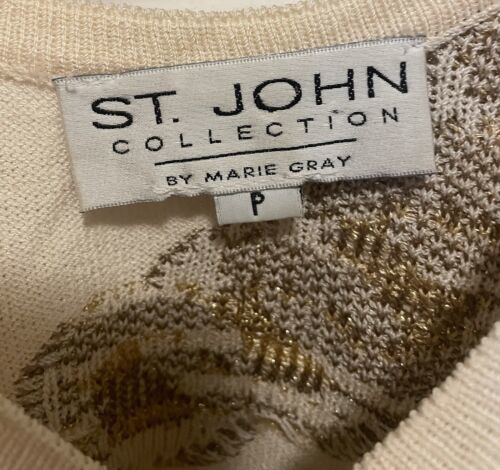 ST. JOHN
COLLECTION
BY MARIE GRAY
P